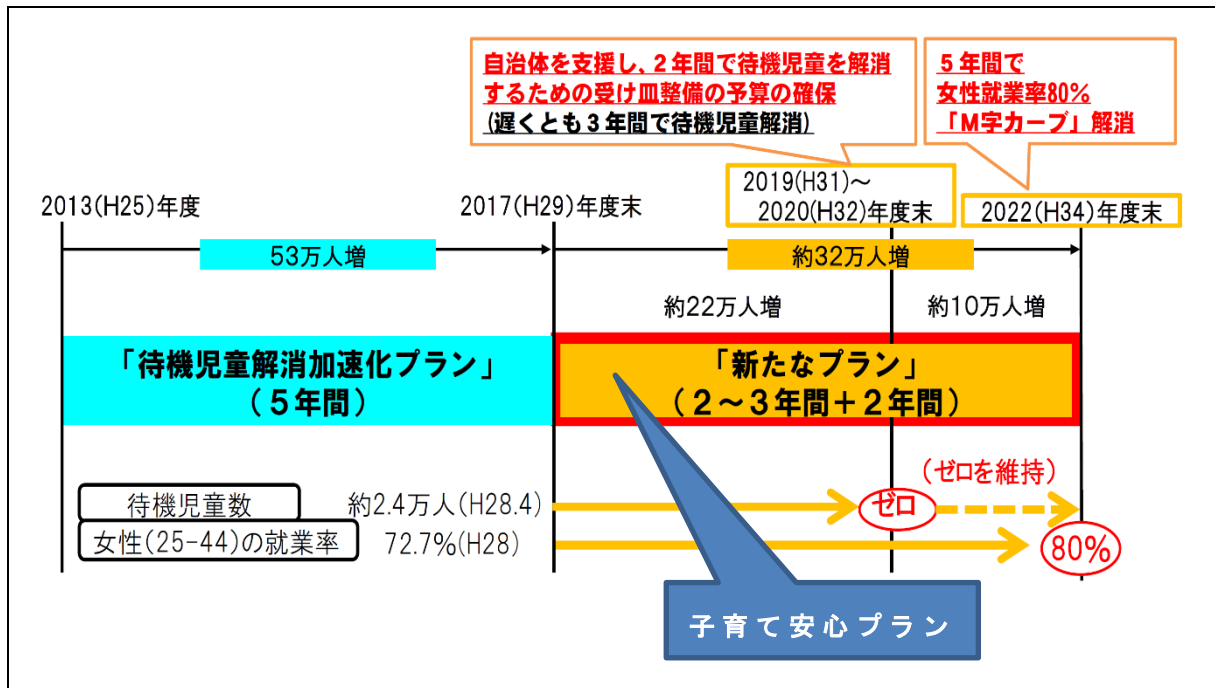 自治体を支援し、2年間で待機児童を解消
するための受け皿整備の予算の確保
(遅くとも3年間で待機児童解消)
5年間で
女性就業率80%
「M字カーブ」解消
2013(H25)年度
2017(H29)年度末
2019(H31)～
2020(H32)年度末
2022(H34)年度末
53万人増
約32万人増
約22万人増
約10万人増
「待機児童解消加速化プラン」
(5年間)
「新たなプラン」
(2～3年間+2年間)
待機児童数
約2.4万人(H28.4)
ゼロ
(ゼロを維持)
女性(25-44)の就業率
72.7%(H28)
80%
子育て安心プラン